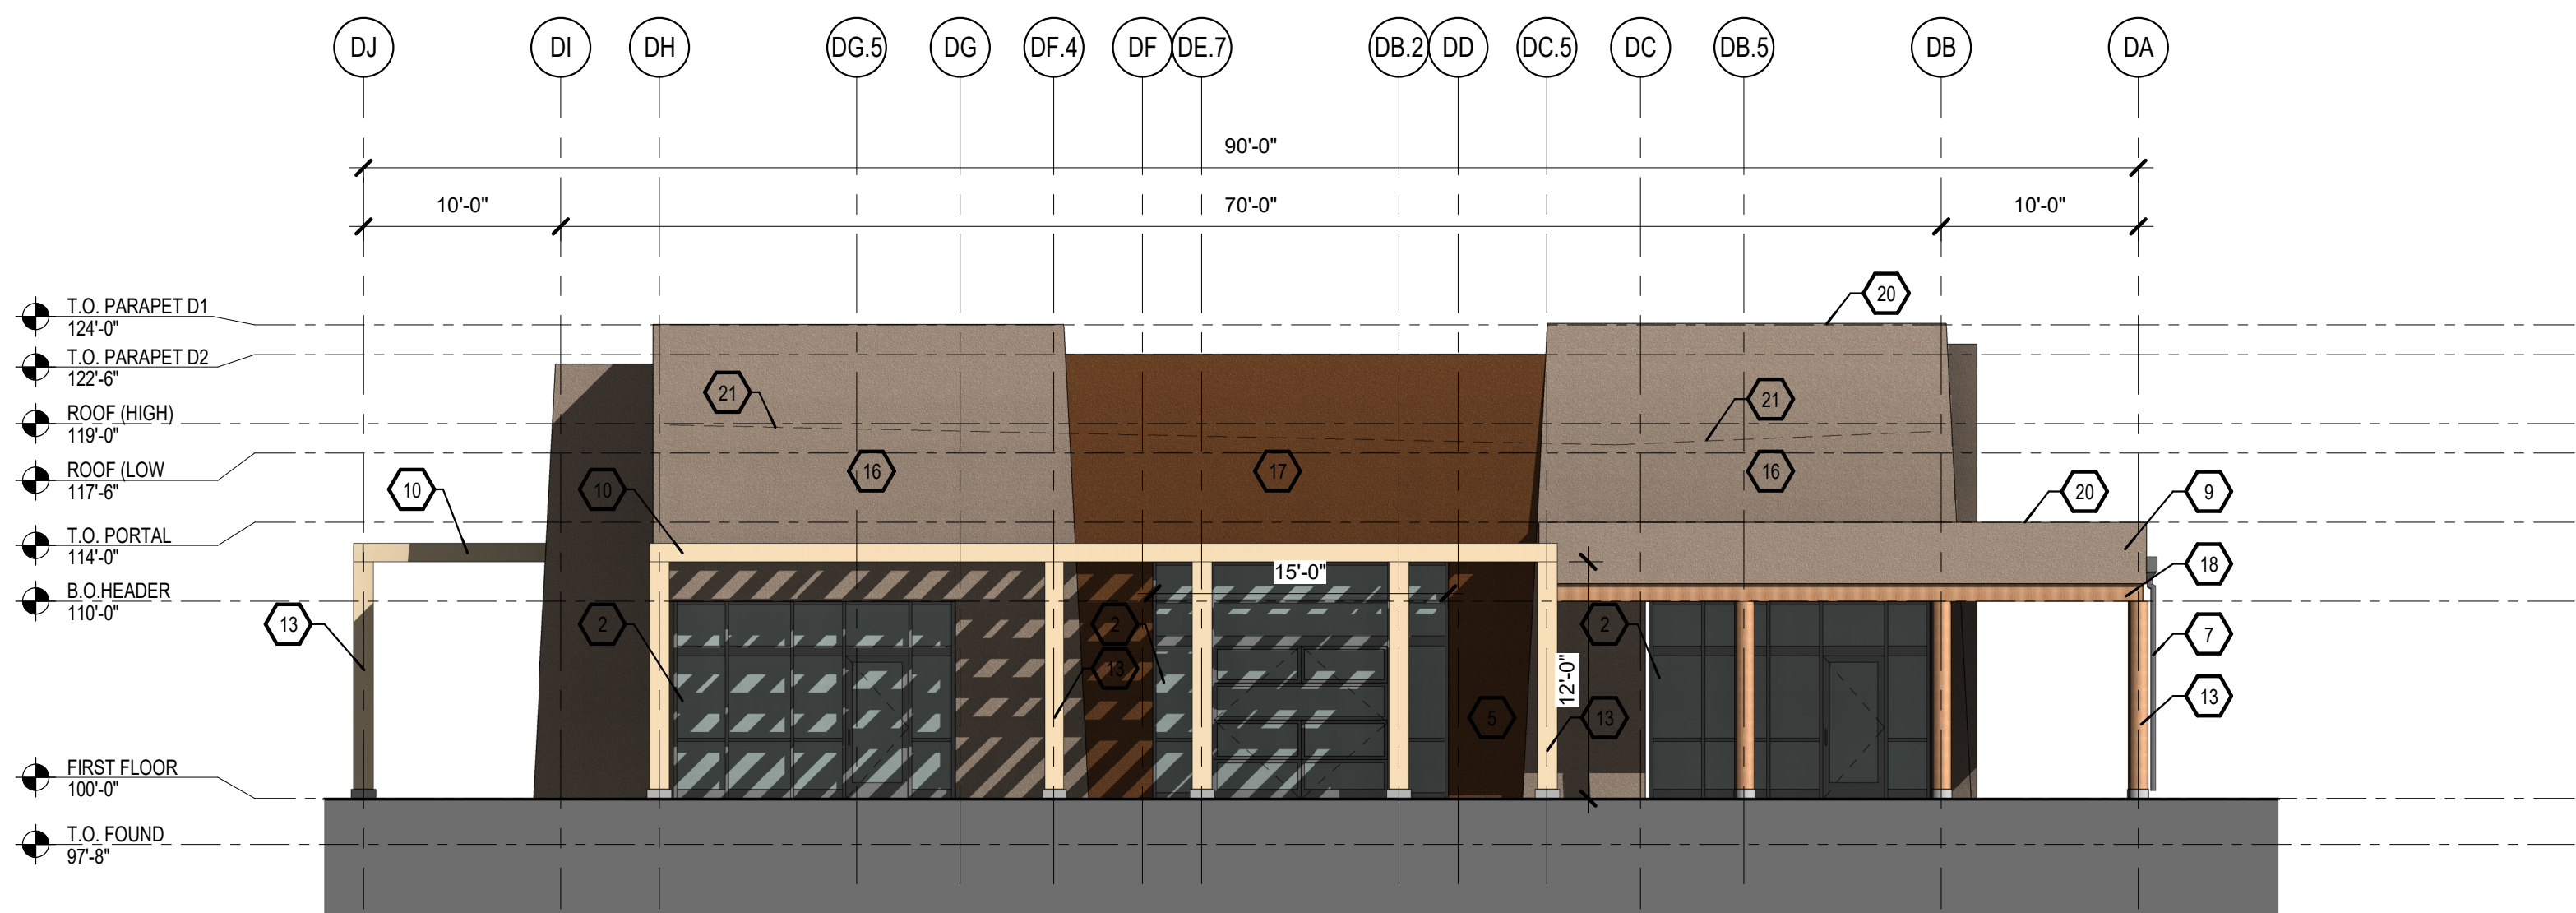 DJ DI DH DG.5 DG DF.4 DF DE.7 DB.2 DD DC.5 DC DB.5 DB DA
90'-0"
10'-0" 70'-0" 10'-0"
20
T.O. PARAPET D1
124'-0"
T.O. PARAPET D2
122'-6"
21 21
ROOF (HIGH)
119'-0"
16 17 16
ROOF (LOW
117'-6"
10 10 20 9
T.O. PORTAL
114'-0"
15'-0" 18
B.O.HEADER
110'-0"
13 2 2 2 7
13
12'-0"
5 13 13
FIRST FLOOR
100'-0"
T.O. FOUND
97'-8"